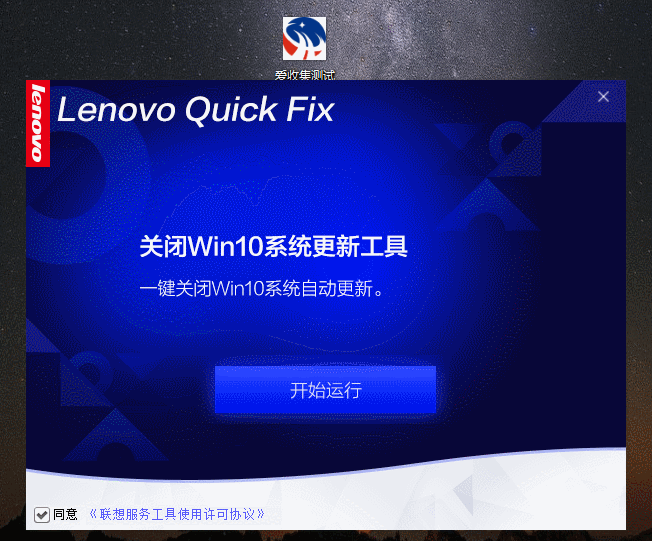 爱收集测试
lenovo
Lenovo Quick Fix
关闭Win10系统更新工具
一键关闭Win10系统自动更新。
开始运行
同意 《联想服务工具使用许可协议》